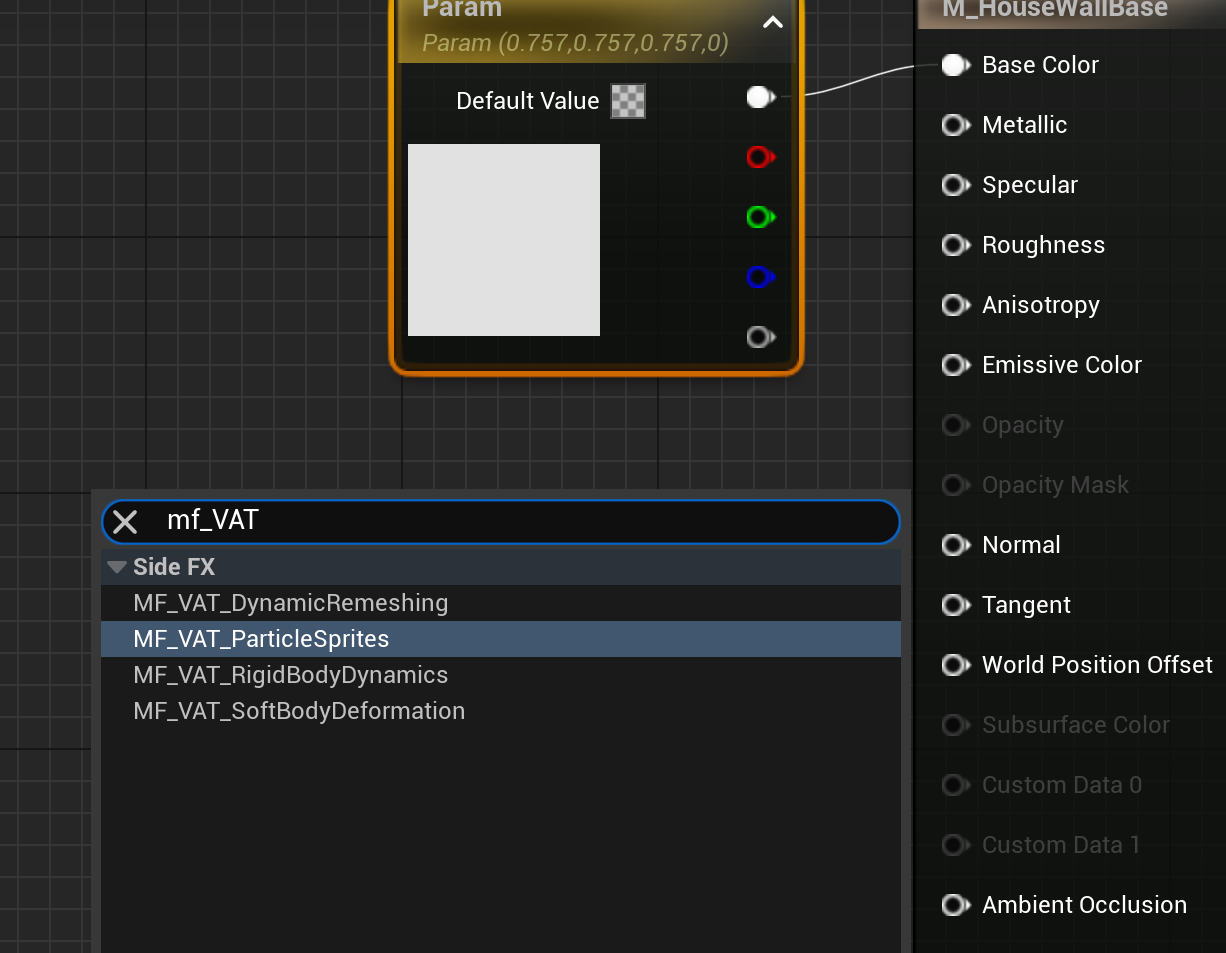 Param
Param (0.757,0.757,0.757,0)
Default Value
M_HouseWallBase
Base Color
Metallic
Specular
Roughness
Anisotropy
Emissive Color
Opacity
Opacity Mask
Normal
Tangent
World Position Offset
Subsurface Color
Custom Data 0
Custom Data 1
Ambient Occlusion
mf_VAT
Side FX
MF_VAT_DynamicRemeshing
MF_VAT_ParticleSprites
MF_VAT_RigidBodyDynamics
MF_VAT_SoftBodyDeformation